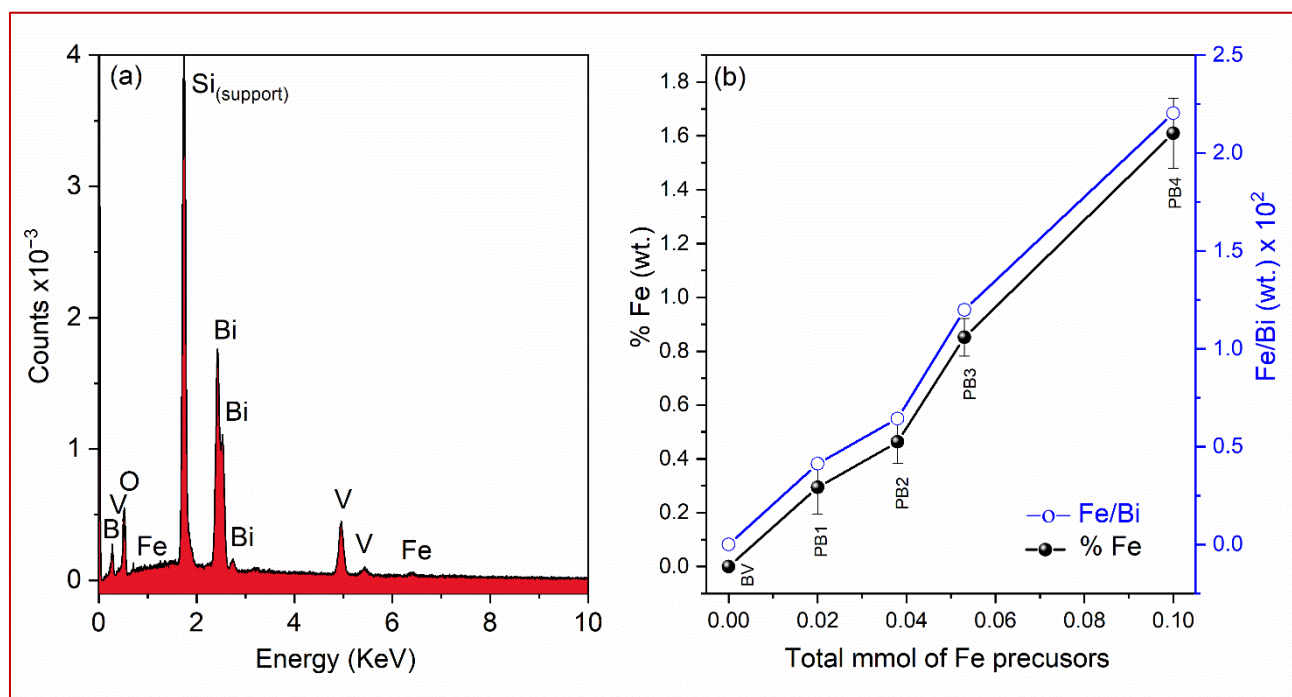 (a)
Counts x10⁻³
4
3
2
1
0
Si(support)
Bi
Bi
Bi
B
V
O
Fe
V
V
Fe
0 2 4 6 8 10
Energy (KeV)
(b)
% Fe (wt.)
1.8
1.6
1.4
1.2
1.0
0.8
0.6
0.4
0.2
0.0
BV
PB1
PB2
PB3
PB4
Fe/Bi
% Fe
2.5
2.0
1.5
1.0
0.5
0.0
Fe/Bi (wt.) x 10²
0.00 0.02 0.04 0.06 0.08 0.10
Total mmol of Fe precusors